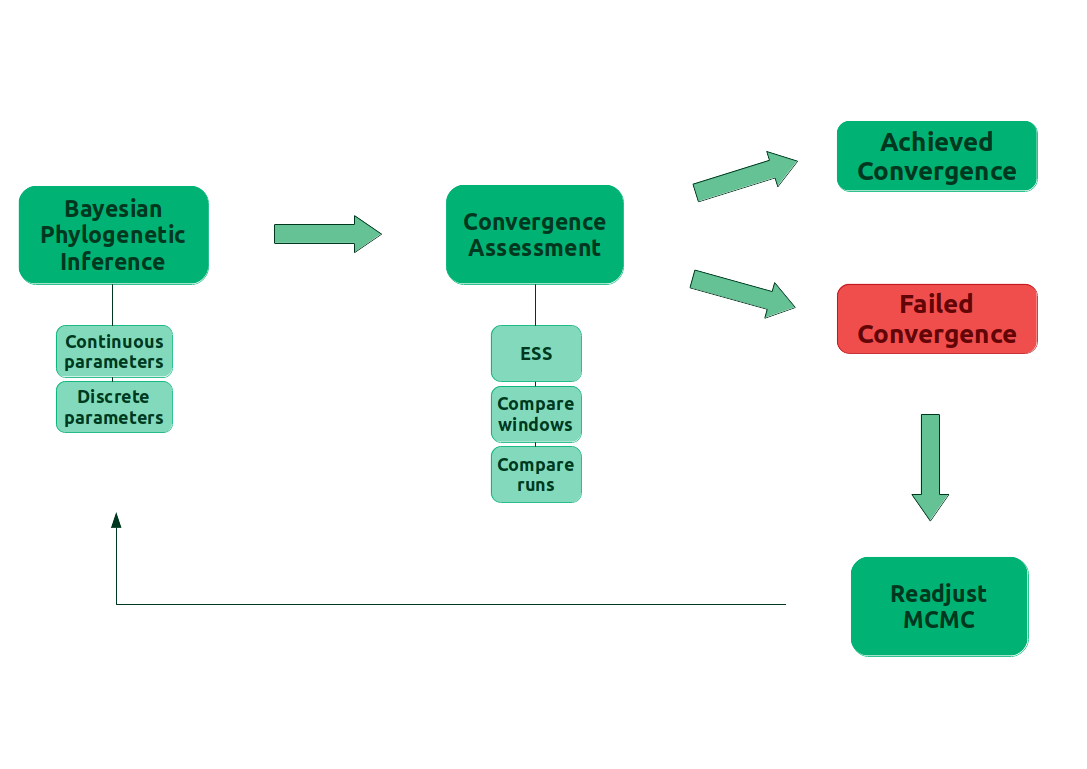 Bayesian
Phylogenetic
Inference
Continuous
parameters
Discrete
parameters
Convergence
Assessment
ESS
Compare
windows
Compare
runs
Achieved
Convergence
Failed
Convergence
Readjust
MCMC